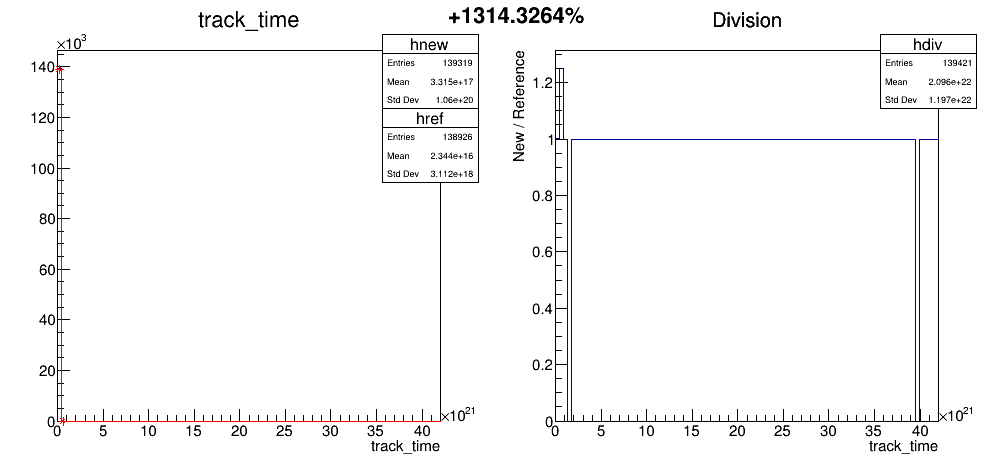 +1314.3264%
track_time
×10³
hnew
Entries 139319
Mean 3.315e+17
Std Dev 1.06e+20
href
Entries 138926
Mean 2.344e+16
Std Dev 3.112e+18
140
120
100
80
60
40
20
0
0 5 10 15 20 25 30 35 40
×10²¹
track_time
Division
New / Reference
hdiv
Entries 139421
Mean 2.096e+22
Std Dev 1.197e+22
1.2
1
0.8
0.6
0.4
0.2
0
0 5 10 15 20 25 30 35 40
×10²¹
track_time